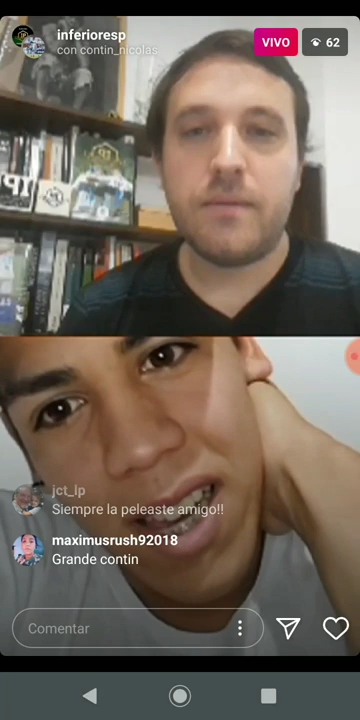 inferioresp
con contin_nicolas
VIVO
62
jct_lp
Siempre la peleaste amigo!!
maximusrush92018
Grande contin
Comentar